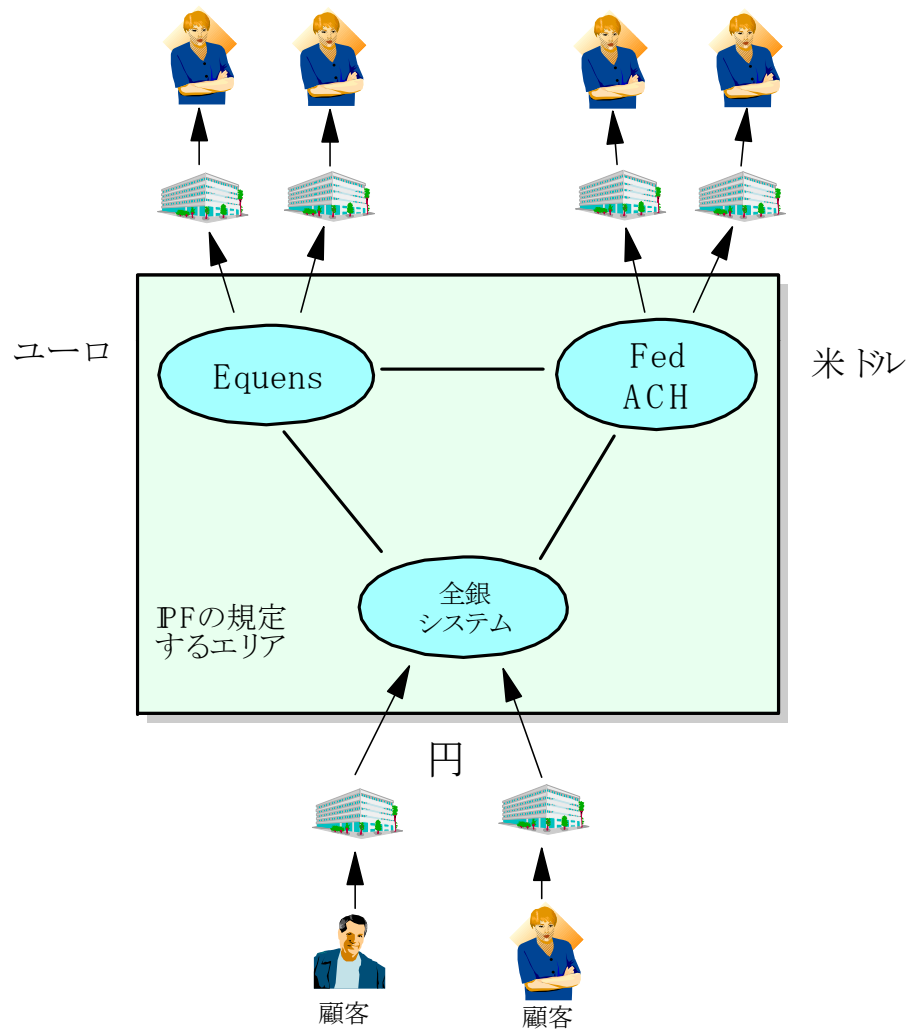 ユーロ
Equens
Fed
ACH
米ドル
全銀
システム
IPFの規定
するエリア
円
顧客
顧客